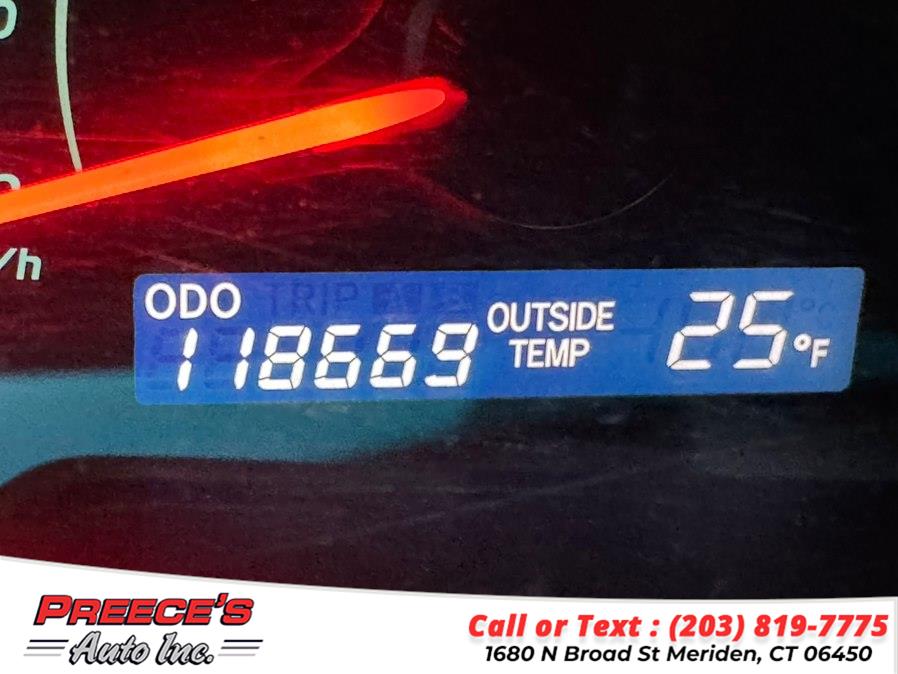 /h
ODO TRIP
118669
OUTSIDE
TEMP
25°F
PREECE'S
Auto Inc.
Call or Text : (203) 819-7775
1680 N Broad St Meriden, CT 06450